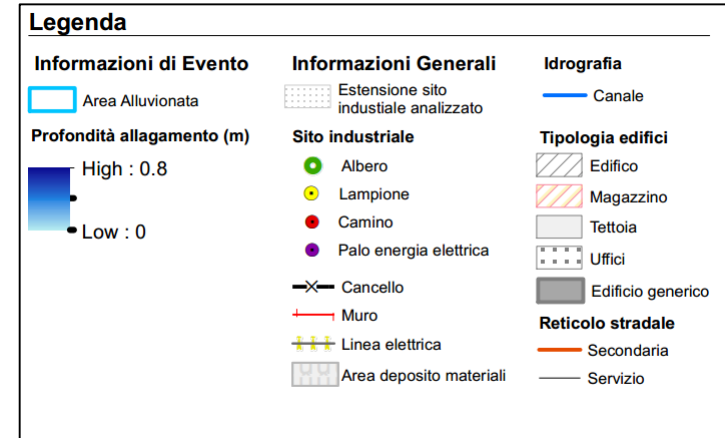 Legenda
Informazioni di Evento
Area Alluvionata
Profondità allagamento (m)
High : 0.8
Low : 0
Informazioni Generali
Estensione sito
industiale analizzato
Sito industriale
Albero
Lampione
Camino
Palo energia elettrica
Cancello
Muro
Linea elettrica
Area deposito materiali
Idrografia
Canale
Tipologia edifici
Edifico
Magazzino
Tettoia
Uffici
Edificio generico
Reticolo stradale
Secondaria
Servizio